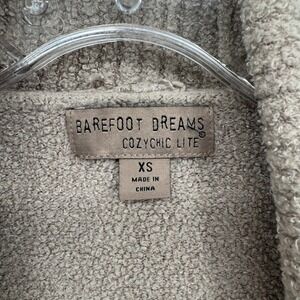 BAREFOOT DREAMS®
COZYCHIC LITE®
XS
MADE IN
CHINA